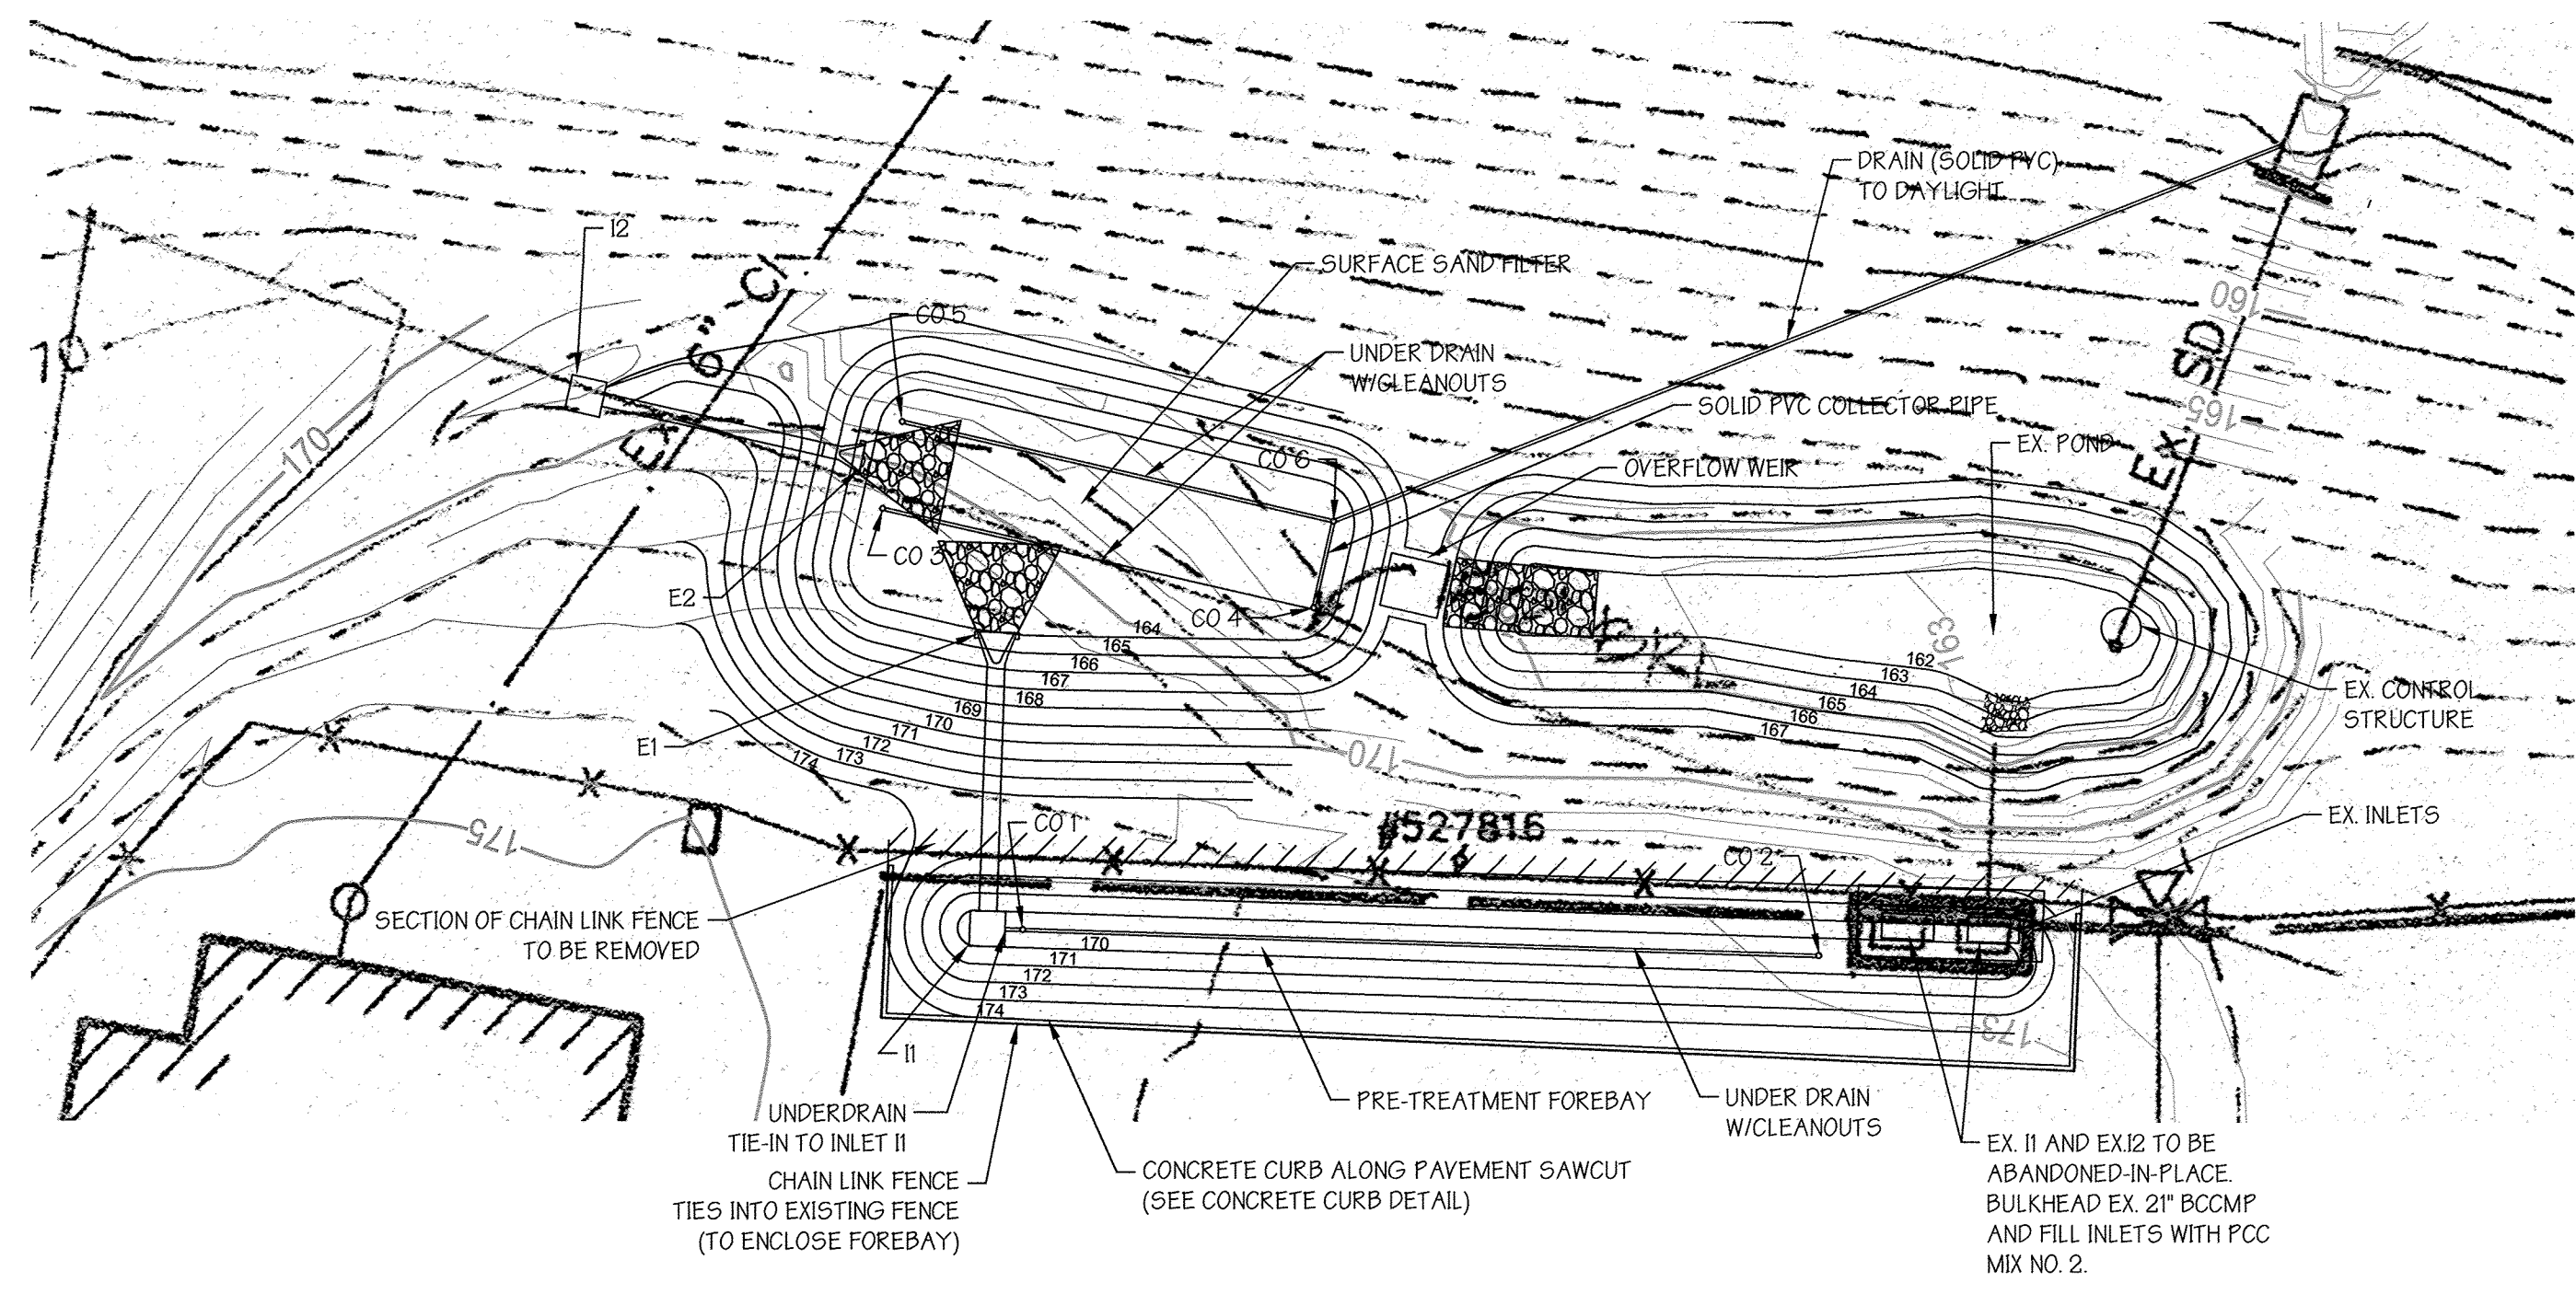 DRAIN (SOLID PVC)
TO DAYLIGHT
I2
SURFACE SAND FILTER
EX. 6" CI
CO 5
UNDER DRAIN
W/CLEANOUTS
160
EX. SD
165
SOLID PVC COLLECTOR PIPE
EX. POND
OVERFLOW WEIR
CO 6
170
CO 3
E2
CO 4
E1
164
165
166
167
168
169
170
171
172
173
174
163
162
163
164
165
166
167
EX. CONTROL
STRUCTURE
170
175
#527816
EX. INLETS
CO 1
CO 2
SECTION OF CHAIN LINK FENCE
TO BE REMOVED
170
171
172
173
174
173
I1
UNDERDRAIN
TIE-IN TO INLET I1
CHAIN LINK FENCE
TIES INTO EXISTING FENCE
(TO ENCLOSE FOREBAY)
CONCRETE CURB ALONG PAVEMENT SAWCUT
(SEE CONCRETE CURB DETAIL)
PRE-TREATMENT FOREBAY
UNDER DRAIN
W/CLEANOUTS
EX. I1 AND EX.I2 TO BE
ABANDONED-IN-PLACE.
BULKHEAD EX. 21" BCCMP
AND FILL INLETS WITH PCC
MIX NO. 2.